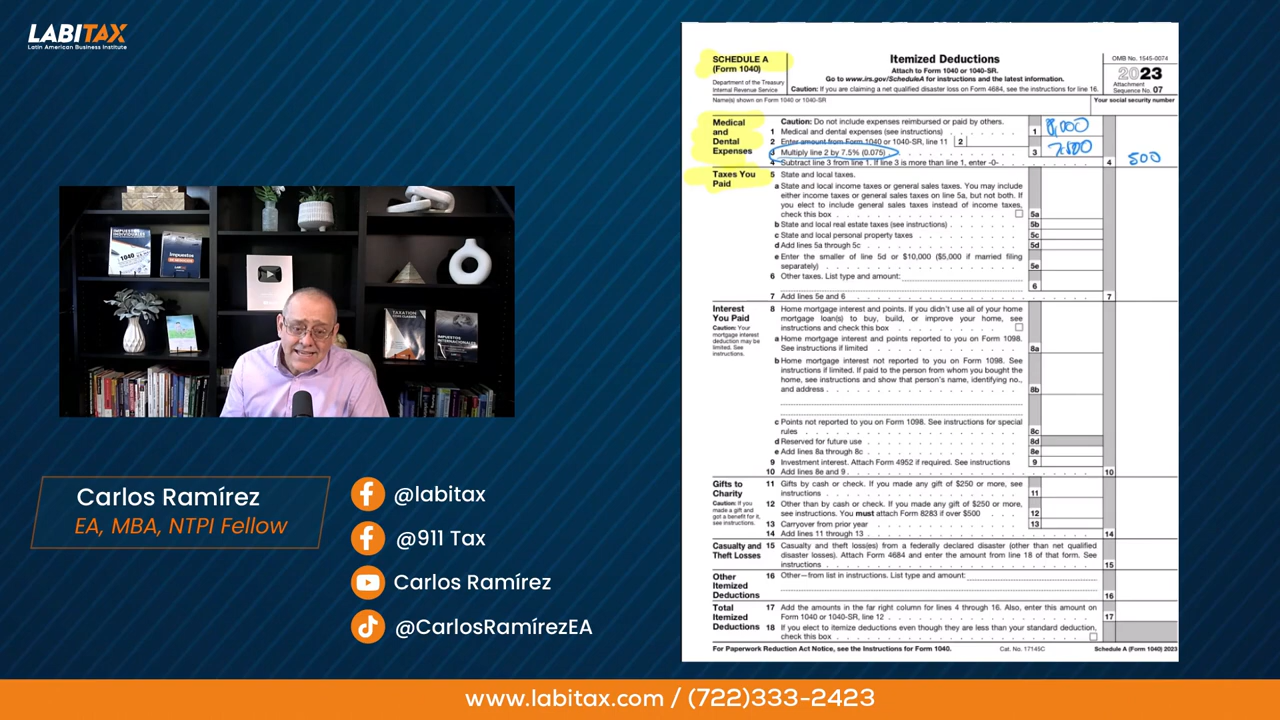 LABITAX
Latin American Business Institute
Carlos Ramírez
EA, MBA, NTPI Fellow
@labitax
@911 Tax
Carlos Ramírez
@CarlosRamírezEA
SCHEDULE A
(Form 1040)
Department of the Treasury
Internal Revenue Service
Itemized Deductions
Attach to Form 1040 or 1040-SR.
Go to www.irs.gov/ScheduleA for instructions and the latest information.
Caution: If you are claiming a net qualified disaster loss on Form 4684, see the instructions for line 16.
OMB No. 1545-0074
2023
Attachment
Sequence No. 07
Name(s) shown on Form 1040 or 1040-SR
Your social security number
Medical and Dental Expenses
Caution: Do not include expenses reimbursed or paid by others.
1 Medical and dental expenses (see instructions) 1 8,000
2 Enter amount from Form 1040 or 1040-SR, line 11 2
3 Multiply line 2 by 7.5% (0.075) 3 7.500
4 Subtract line 3 from line 1. If line 3 is more than line 1, enter -0- 4 500
Taxes You Paid
5 State and local taxes.
a State and local income taxes or general sales taxes. You may include
either income taxes or general sales taxes on line 5a, but not both. If
you elect to include general sales taxes instead of income taxes,
check this box 5a
b State and local real estate taxes (see instructions) 5b
c State and local personal property taxes 5c
d Add lines 5a through 5c 5d
e Enter the smaller of line 5d or $10,000 ($5,000 if married filing
separately) 5e
6 Other taxes. List type and amount:
6
7 Add lines 5e and 6 7
Interest You Paid
Caution: Your mortgage interest deduction may be limited. See instructions.
8 Home mortgage interest and points. If you didn't use all of your home
mortgage loan(s) to buy, build, or improve your home, see
instructions and check this box
a Home mortgage interest and points reported to you on Form 1098.
See instructions if limited 8a
b Home mortgage interest not reported to you on Form 1098. See
instructions if limited. If paid to the person from whom you bought the
home, see instructions and show that person's name, identifying no.,
and address 8b
c Points not reported to you on Form 1098. See instructions for special
rules 8c
d Reserved for future use 8d
e Add lines 8a through 8c 8e
9 Investment interest. Attach Form 4952 if required. See instructions 9
10 Add lines 8e and 9 10
Gifts to Charity
Caution: If you made a gift and got a benefit for it, see instructions.
11 Gifts by cash or check. If you made any gift of $250 or more, see
instructions 11
12 Other than by cash or check. If you made any gift of $250 or more,
see instructions. You must attach Form 8283 if over $500 12
13 Carryover from prior year 13
14 Add lines 11 through 13 14
Casualty and Theft Losses
15 Casualty and theft loss(es) from a federally declared disaster (other than net qualified
disaster losses). Attach Form 4684 and enter the amount from line 18 of that form. See
instructions 15
Other Itemized Deductions
16 Other—from list in instructions. List type and amount:
16
Total Itemized Deductions
17 Add the amounts in the far right column for lines 4 through 16. Also, enter this amount on
Form 1040 or 1040-SR, line 12 17
18 If you elect to itemize deductions even though they are less than your standard deduction,
check this box
For Paperwork Reduction Act Notice, see the Instructions for Form 1040.
Cat. No. 17145C
Schedule A (Form 1040) 2023
www.labitax.com / (722)333-2423